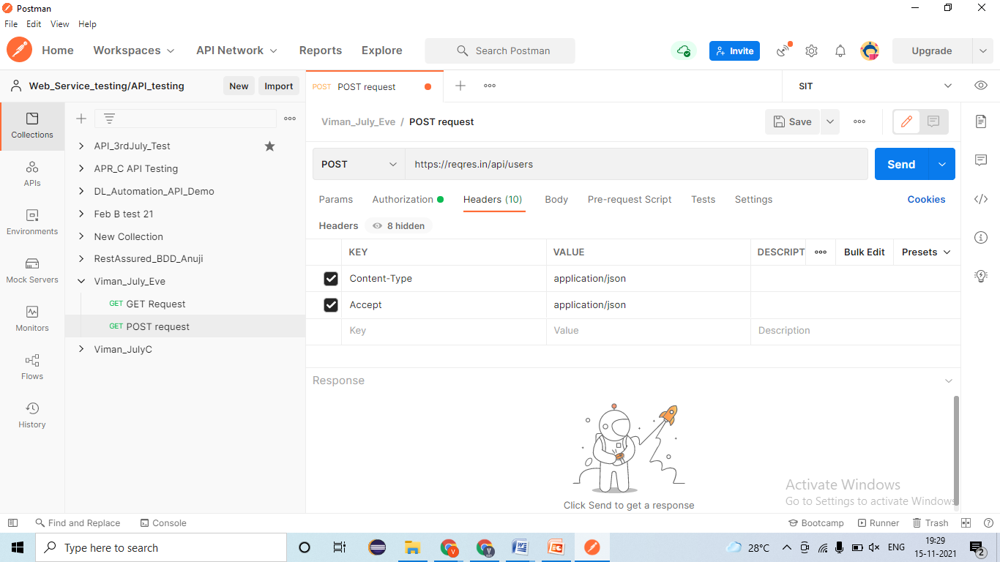 Postman
File Edit View Help
Home Workspaces API Network Reports Explore Search Postman Invite Upgrade
Web_Service_testing/API_testing New Import
POST POST request
SIT
Collections
APIs
Environments
Mock Servers
Monitors
Flows
History
API_3rdJuly_Test
APR_C API Testing
DL_Automation_API_Demo
Feb B test 21
New Collection
RestAssured_BDD_Anuji
Viman_July_Eve
GET GET Request
GET POST request
Viman_JulyC
Viman_July_Eve / POST request Save
POST https://reqres.in/api/users Send
Params Authorization Headers (10) Body Pre-request Script Tests Settings Cookies
Headers 8 hidden
KEY VALUE DESCRIPT Bulk Edit Presets
Content-Type application/json
Accept application/json
Key Value Description
Response
Click Send to get a response
Activate Windows
Go to Settings to activate Windows
Find and Replace Console Bootcamp Runner Trash
Type here to search 28°C ENG 19:29
15-11-2021 2